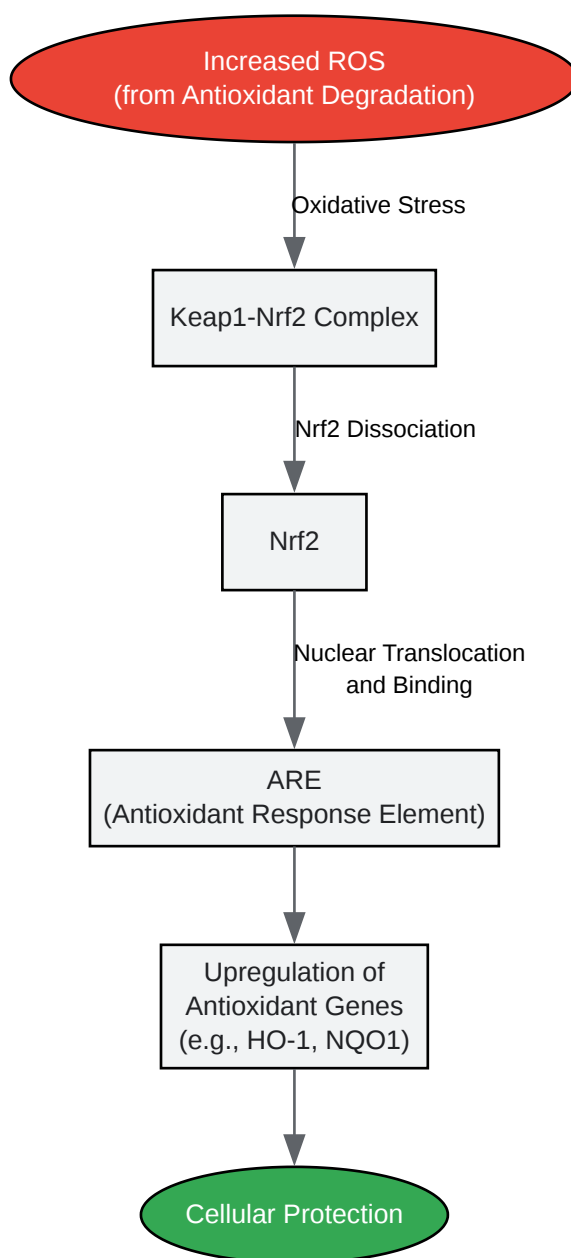 Increased ROS
(from Antioxidant Degradation)
Oxidative Stress
Keap1-Nrf2 Complex
Nrf2 Dissociation
Nrf2
Nuclear Translocation
and Binding
ARE
(Antioxidant Response Element)
Upregulation of
Antioxidant Genes
(e.g., HO-1, NQO1)
Cellular Protection